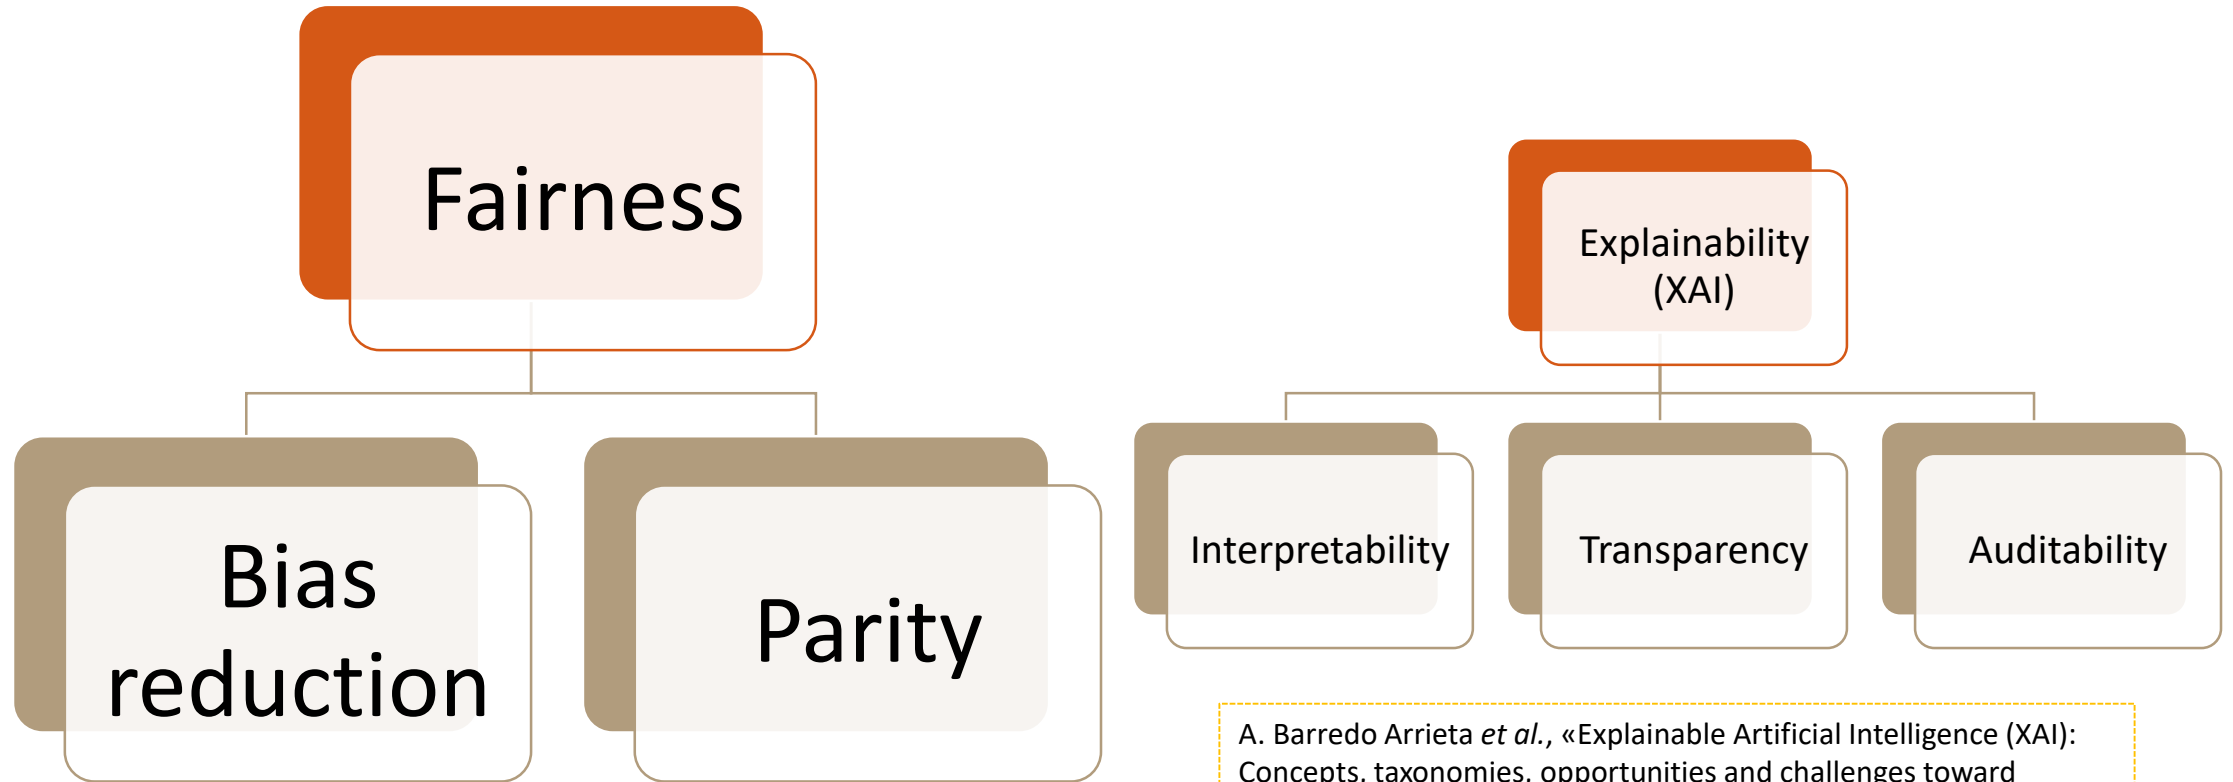 Fairness
Bias
reduction
Parity
Explainability
(XAI)
Interpretability
Transparency
Auditability
A. Barredo Arrieta et al., «Explainable Artificial Intelligence (XAI):
Concepts, taxonomies, opportunities and challenges toward